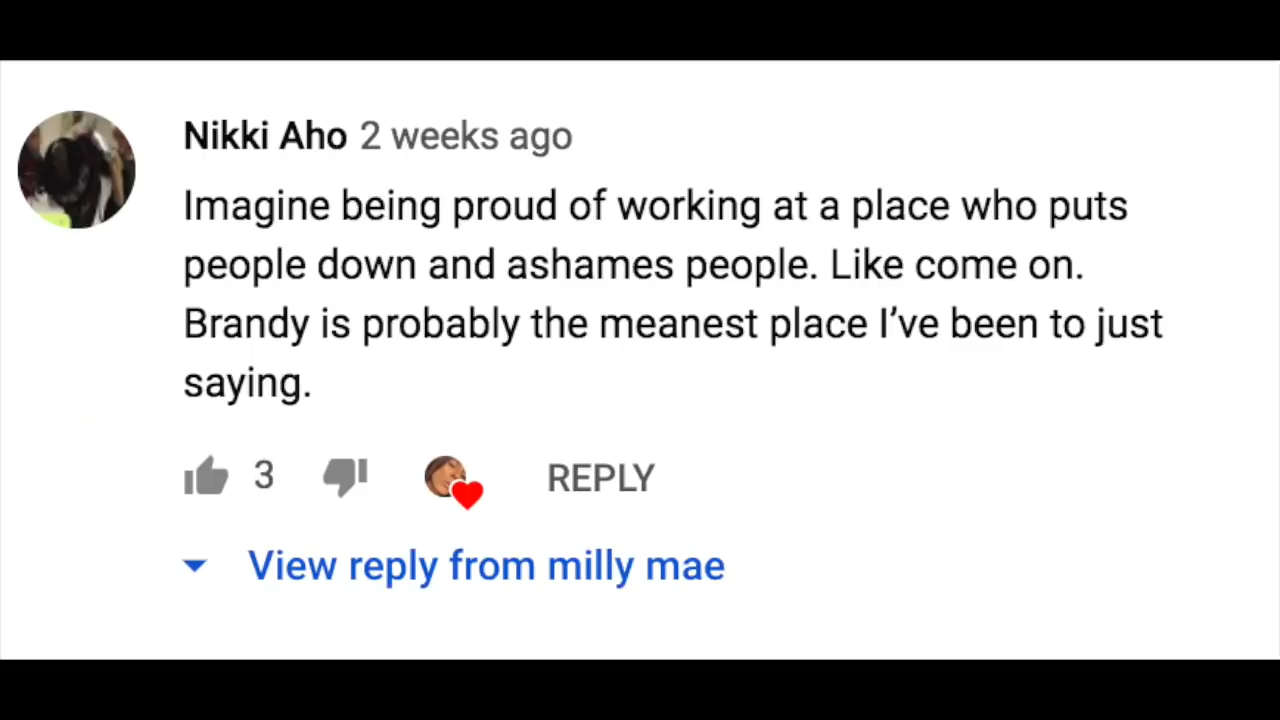 Nikki Aho 2 weeks ago
Imagine being proud of working at a place who puts
people down and ashames people. Like come on.
Brandy is probably the meanest place I’ve been to just
saying.
3 REPLY
View reply from milly mae